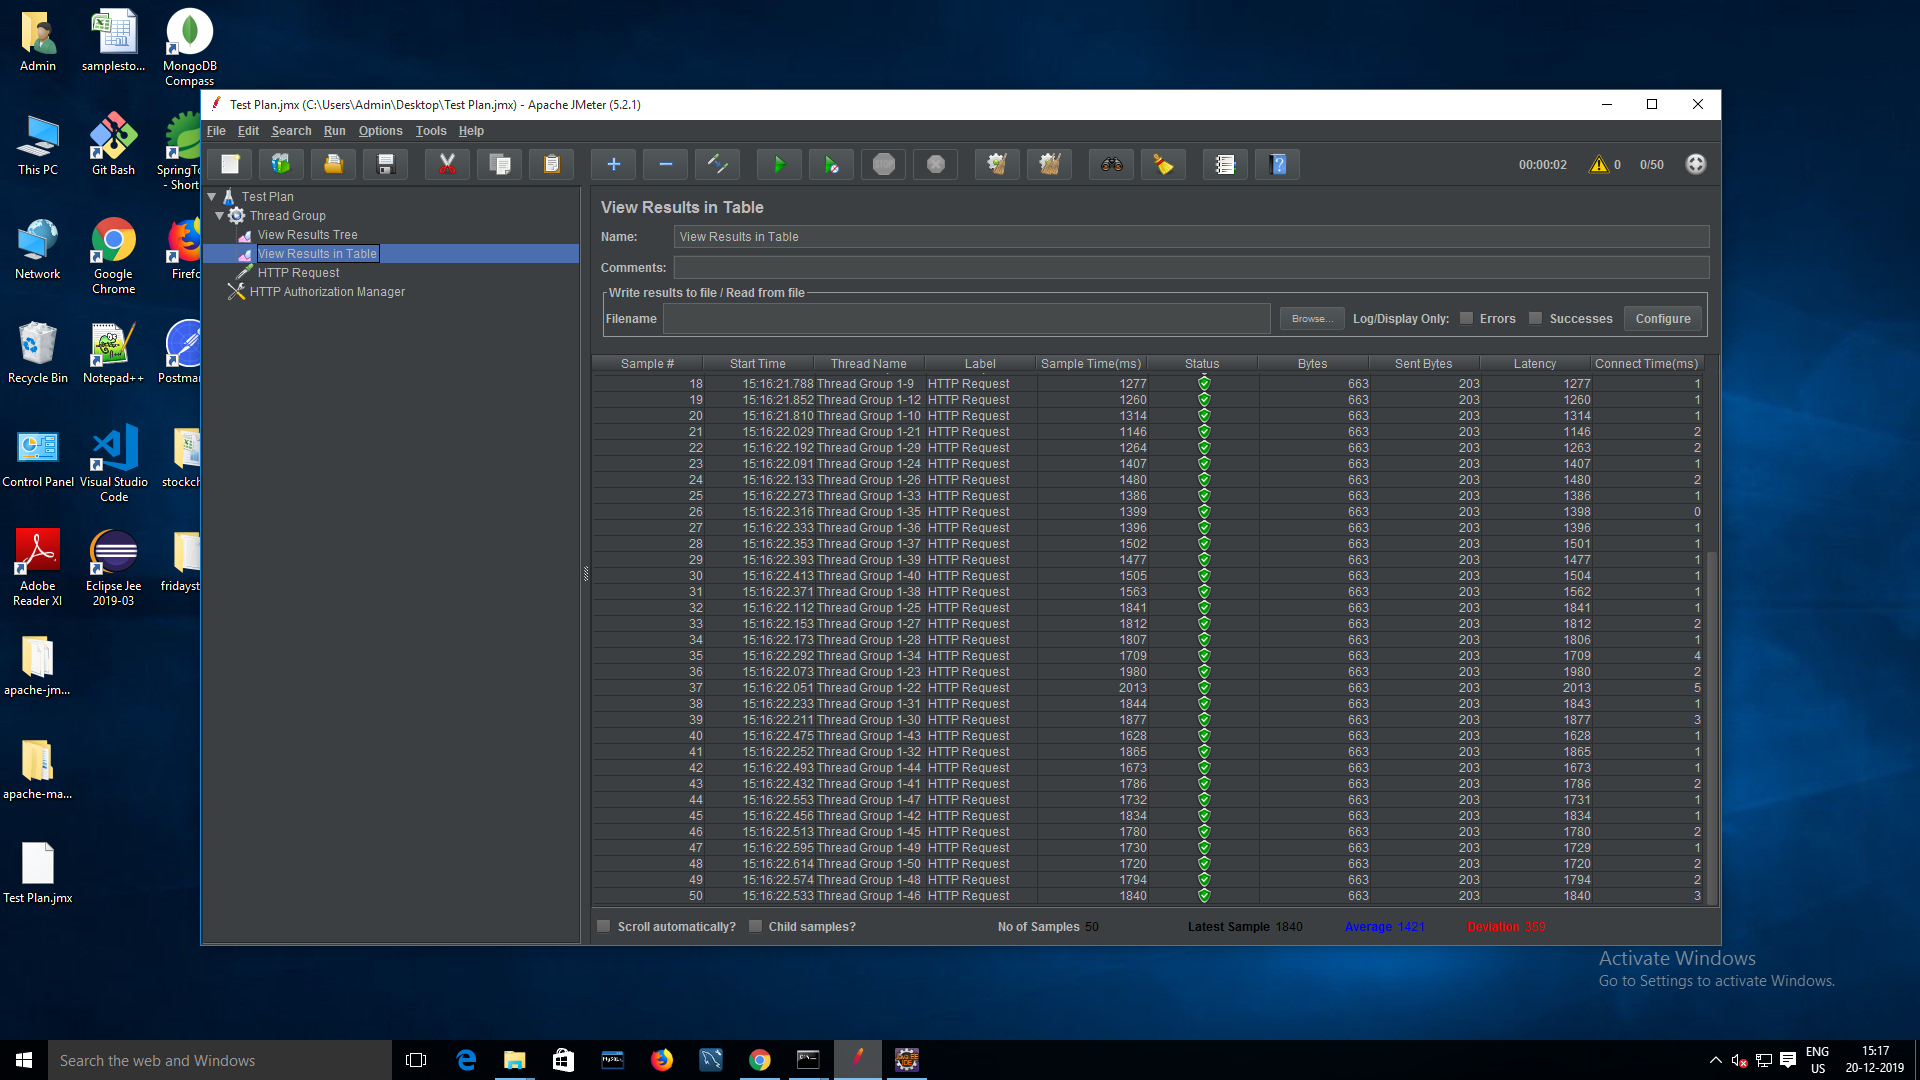 Admin
samplesto...
MongoDB
Compass
This PC
Git Bash
SpringTo
- Short
Network
Google
Chrome
Firefo
Recycle Bin
Notepad++
Postmar
Control Panel
Visual Studio
Code
stockch
Adobe
Reader XI
Eclipse Jee
2019-03
fridayst
apache-jm...
apache-ma...
Test Plan.jmx
Test Plan.jmx (C:\Users\Admin\Desktop\Test Plan.jmx) - Apache JMeter (5.2.1)
File Edit Search Run Options Tools Help
00:00:02 0 0/50
Test Plan
Thread Group
View Results Tree
View Results in Table
HTTP Request
HTTP Authorization Manager
View Results in Table
Name: View Results in Table
Comments:
Write results to file / Read from file
Filename Browse... Log/Display Only: Errors Successes Configure
Sample # Start Time Thread Name Label Sample Time(ms) Status Bytes Sent Bytes Latency Connect Time(ms)
18 15:16:21.788 Thread Group 1-9 HTTP Request 1277 663 203 1277 1
19 15:16:21.852 Thread Group 1-12 HTTP Request 1260 663 203 1260 1
20 15:16:21.810 Thread Group 1-10 HTTP Request 1314 663 203 1314 1
21 15:16:22.029 Thread Group 1-21 HTTP Request 1146 663 203 1146 2
22 15:16:22.192 Thread Group 1-29 HTTP Request 1264 663 203 1263 2
23 15:16:22.091 Thread Group 1-24 HTTP Request 1407 663 203 1407 1
24 15:16:22.133 Thread Group 1-26 HTTP Request 1480 663 203 1480 2
25 15:16:22.273 Thread Group 1-33 HTTP Request 1386 663 203 1386 1
26 15:16:22.316 Thread Group 1-35 HTTP Request 1399 663 203 1398 0
27 15:16:22.333 Thread Group 1-36 HTTP Request 1396 663 203 1396 1
28 15:16:22.353 Thread Group 1-37 HTTP Request 1502 663 203 1501 1
29 15:16:22.393 Thread Group 1-39 HTTP Request 1477 663 203 1477 1
30 15:16:22.413 Thread Group 1-40 HTTP Request 1505 663 203 1504 1
31 15:16:22.371 Thread Group 1-38 HTTP Request 1563 663 203 1562 1
32 15:16:22.112 Thread Group 1-25 HTTP Request 1841 663 203 1841 1
33 15:16:22.153 Thread Group 1-27 HTTP Request 1812 663 203 1812 2
34 15:16:22.173 Thread Group 1-28 HTTP Request 1807 663 203 1806 1
35 15:16:22.292 Thread Group 1-34 HTTP Request 1709 663 203 1709 4
36 15:16:22.073 Thread Group 1-23 HTTP Request 1980 663 203 1980 2
37 15:16:22.051 Thread Group 1-22 HTTP Request 2013 663 203 2013 5
38 15:16:22.233 Thread Group 1-31 HTTP Request 1844 663 203 1843 1
39 15:16:22.211 Thread Group 1-30 HTTP Request 1877 663 203 1877 3
40 15:16:22.475 Thread Group 1-43 HTTP Request 1628 663 203 1628 1
41 15:16:22.252 Thread Group 1-32 HTTP Request 1865 663 203 1865 1
42 15:16:22.493 Thread Group 1-44 HTTP Request 1673 663 203 1673 1
43 15:16:22.432 Thread Group 1-41 HTTP Request 1786 663 203 1786 2
44 15:16:22.553 Thread Group 1-47 HTTP Request 1732 663 203 1731 1
45 15:16:22.456 Thread Group 1-42 HTTP Request 1834 663 203 1834 1
46 15:16:22.513 Thread Group 1-45 HTTP Request 1780 663 203 1780 2
47 15:16:22.595 Thread Group 1-49 HTTP Request 1730 663 203 1729 1
48 15:16:22.614 Thread Group 1-50 HTTP Request 1720 663 203 1720 2
49 15:16:22.574 Thread Group 1-48 HTTP Request 1794 663 203 1794 2
50 15:16:22.533 Thread Group 1-46 HTTP Request 1840 663 203 1840 3
Scroll automatically? Child samples? No of Samples 50 Latest Sample 1840 Average 1421 Deviation 359
Activate Windows
Go to Settings to activate Windows.
Search the web and Windows
ENG
US
15:17
20-12-2019